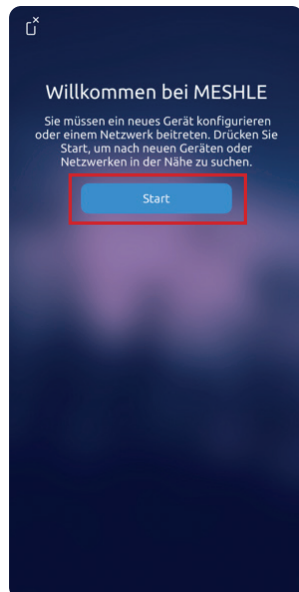 Willkommen bei MESHLE
Sie müssen ein neues Gerät konfigurieren
oder einem Netzwerk beitreten. Drücken Sie
Start, um nach neuen Geräten oder
Netzwerken in der Nähe zu suchen.
Start